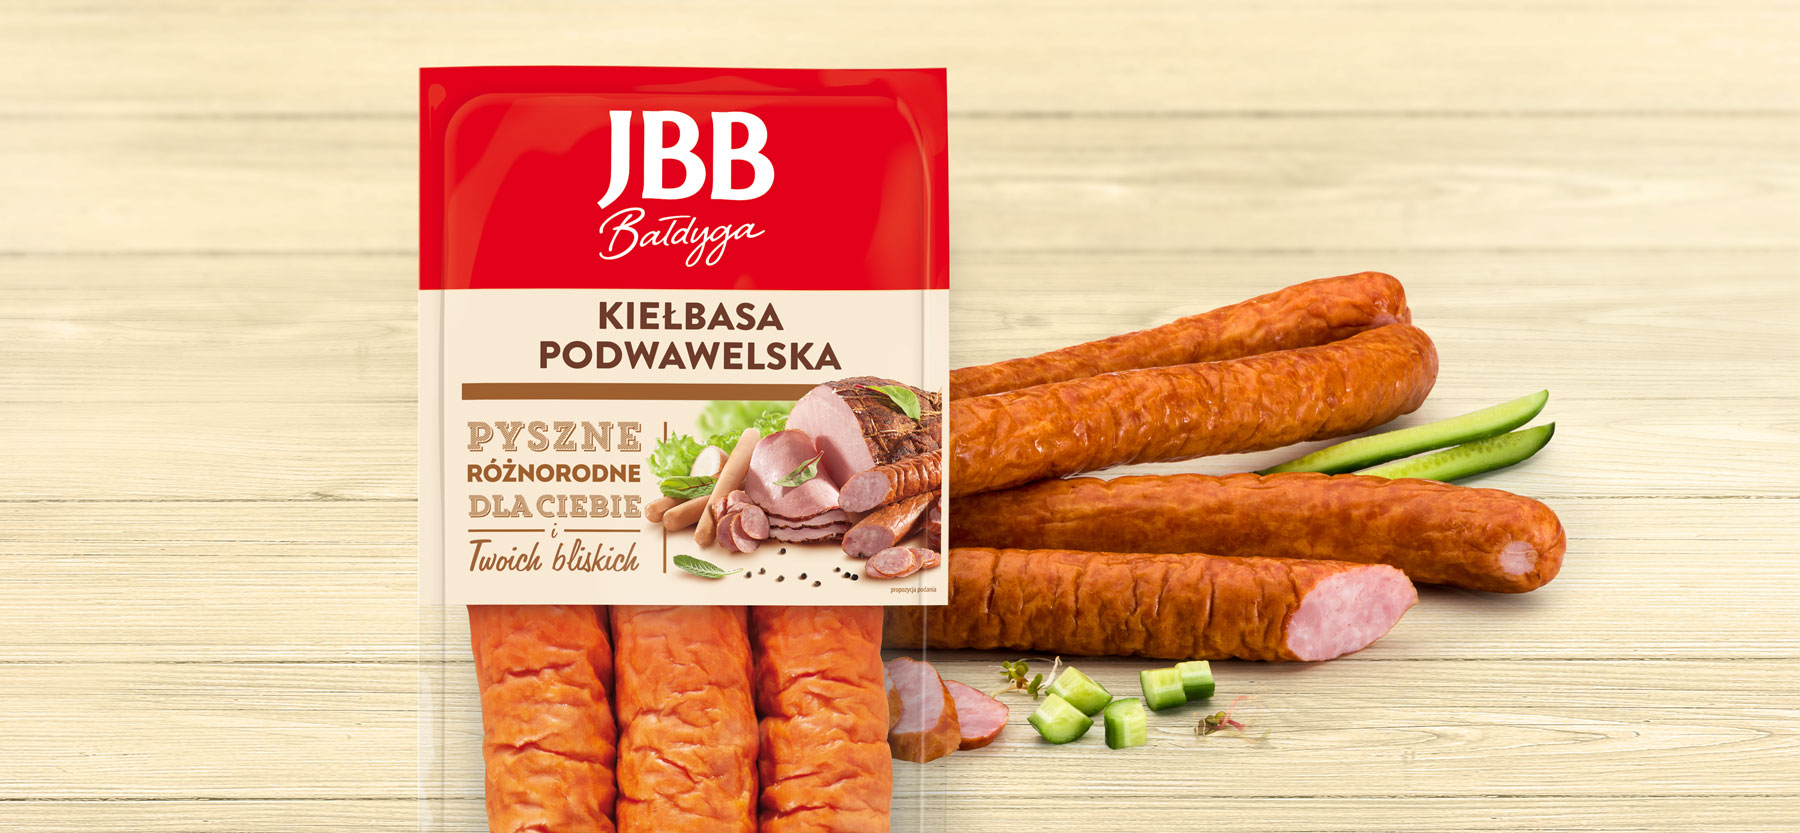 JBB
Bałdyga
KIEŁBASA
PODWAWELSKA
PYSZNE
RÓŻNORODNE
DLA CIEBIE
i
Twoich bliskich
propozycja podania